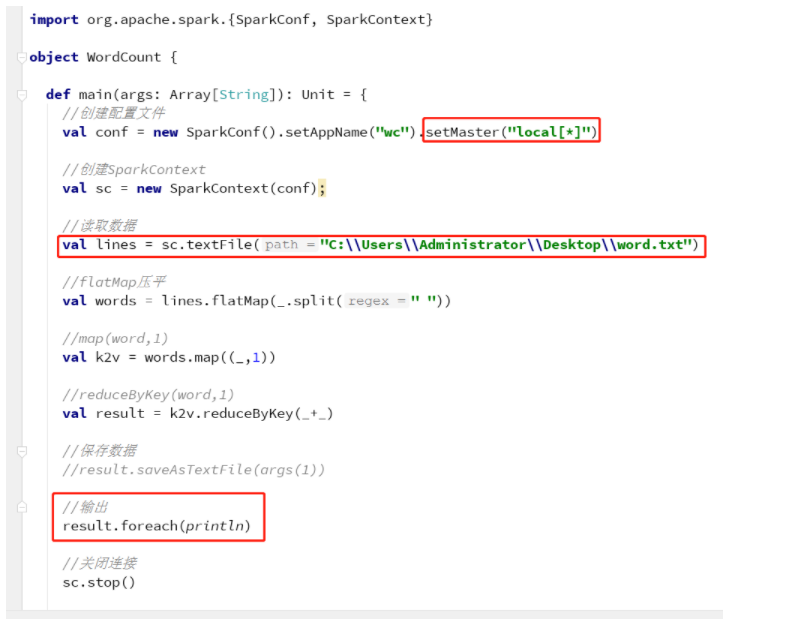 import org.apache.spark.{SparkConf, SparkContext}
object WordCount {
def main(args: Array[String]): Unit = {
//创建配置文件
val conf = new SparkConf().setAppName("wc").setMaster("local[*]")
//创建SparkContext
val sc = new SparkContext(conf);
//读取数据
val lines = sc.textFile( path = "C:\\Users\\Administrator\\Desktop\\word.txt")
//flatMap压平
val words = lines.flatMap(_.split( regex = " "))
//map(word,1)
val k2v = words.map((_,1))
//reduceByKey(word,1)
val result = k2v.reduceByKey(_+_)
//保存数据
//result.saveAsTextFile(args(1))
//输出
result.foreach(println)
//关闭连接
sc.stop()